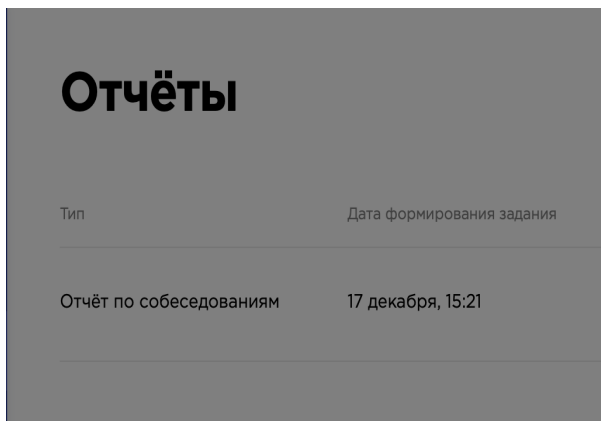 Отчёты
Тип Дата формирования задания
Отчёт по собеседованиям 17 декабря, 15:21